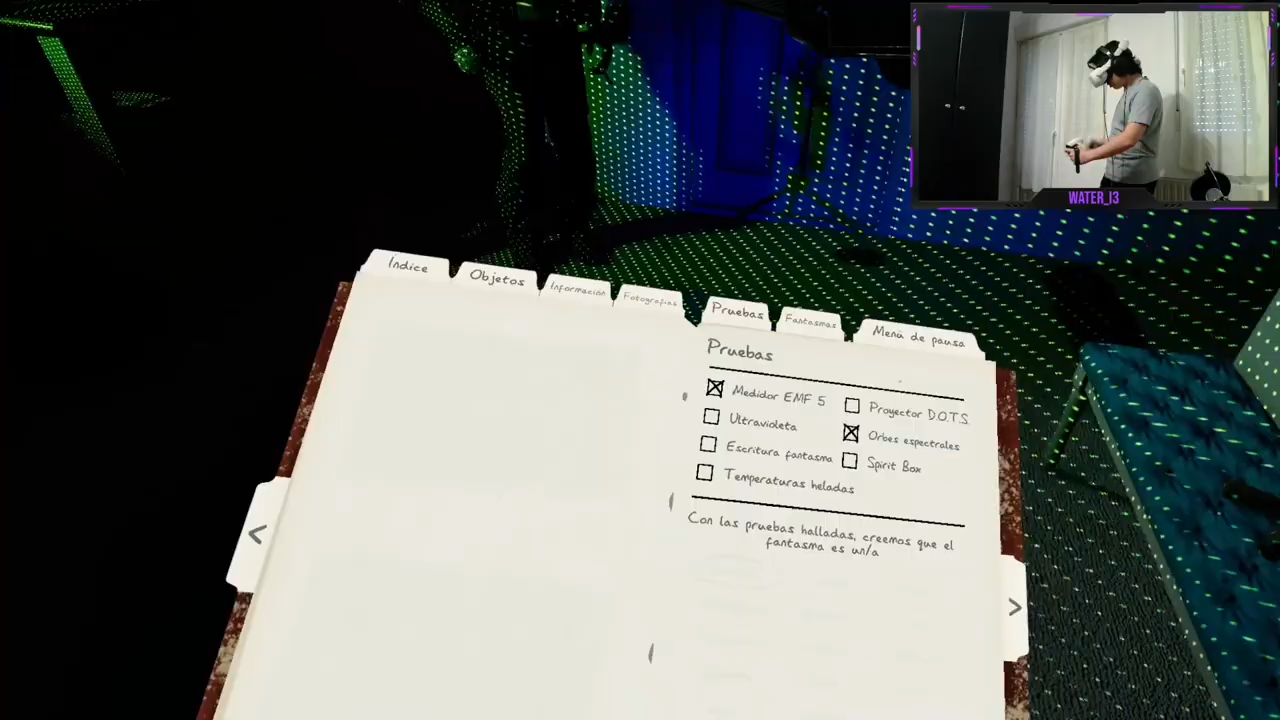 WATER_I3
Índice
Objetos
Información
Fotografías
Pruebas
Fantasmas
Menú de pausa
Pruebas
Medidor EMF 5
Proyector D.O.T.S.
Ultravioleta
Orbes espectrales
Escritura fantasma
Spirit Box
Temperaturas heladas
Con las pruebas halladas, creemos que el
fantasma es un/a
<
>